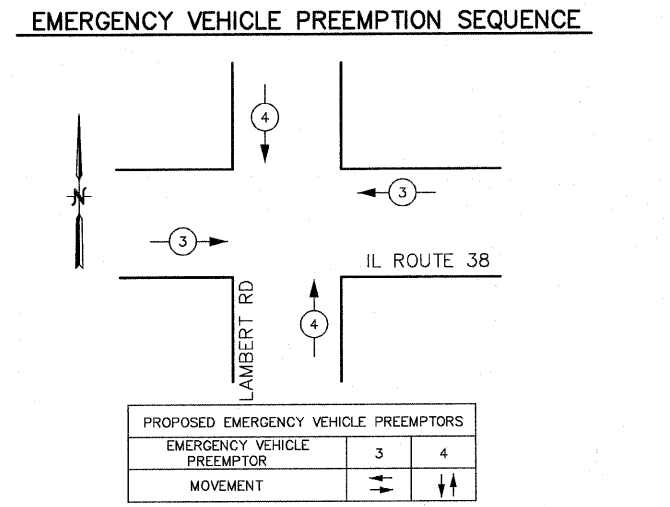 EMERGENCY VEHICLE PREEMPTION SEQUENCE
4
N
3
3
IL ROUTE 38
LAMBERT RD
4
PROPOSED EMERGENCY VEHICLE PREEMPTORS
EMERGENCY VEHICLE
PREEMPTOR
3
4
MOVEMENT